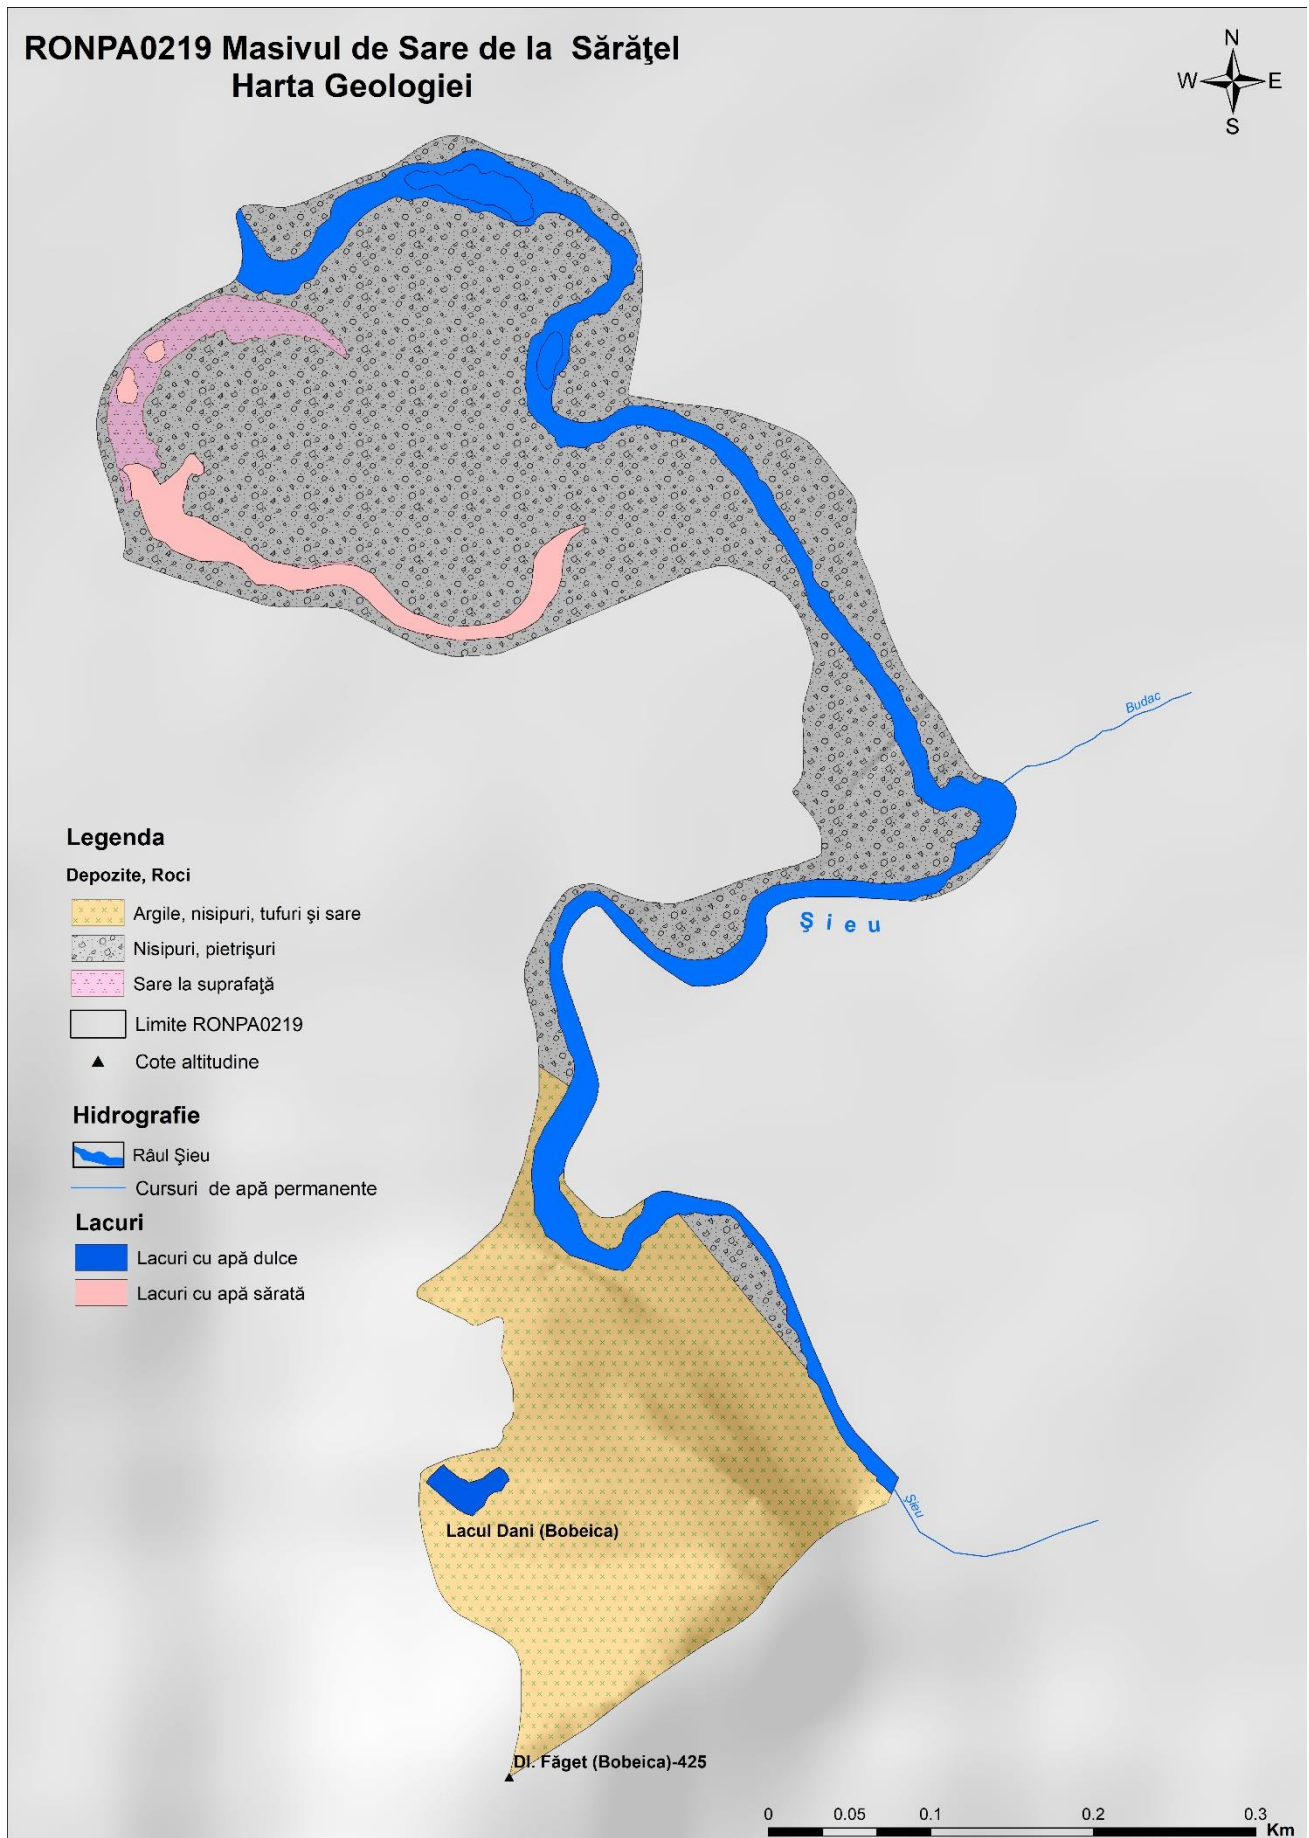 RONPA0219 Masivul de Sare de la Sărăţel
Harta Geologiei
N
W E
S
Budac
Legenda
Depozite, Roci
Argile, nisipuri, tufuri şi sare
Nisipuri, pietrişuri
Sare la suprafaţă
Limite RONPA0219
Cote altitudine
Şieu
Hidrografie
Râul Şieu
Cursuri de apă permanente
Lacuri
Lacuri cu apă dulce
Lacuri cu apă sărată
Şieu
Lacul Dani (Bobeica)
Dl. Făget (Bobeica)-425
0 0.05 0.1 0.2 0.3
Km